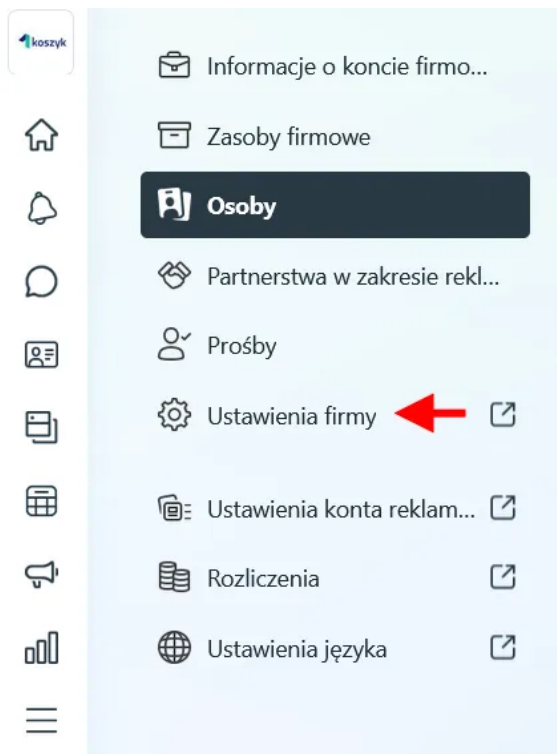 koszyk
Informacje o koncie firmo...
Zasoby firmowe
Osoby
Partnerstwa w zakresie rekl...
Prośby
Ustawienia firmy
Ustawienia konta reklam...
Rozliczenia
Ustawienia języka